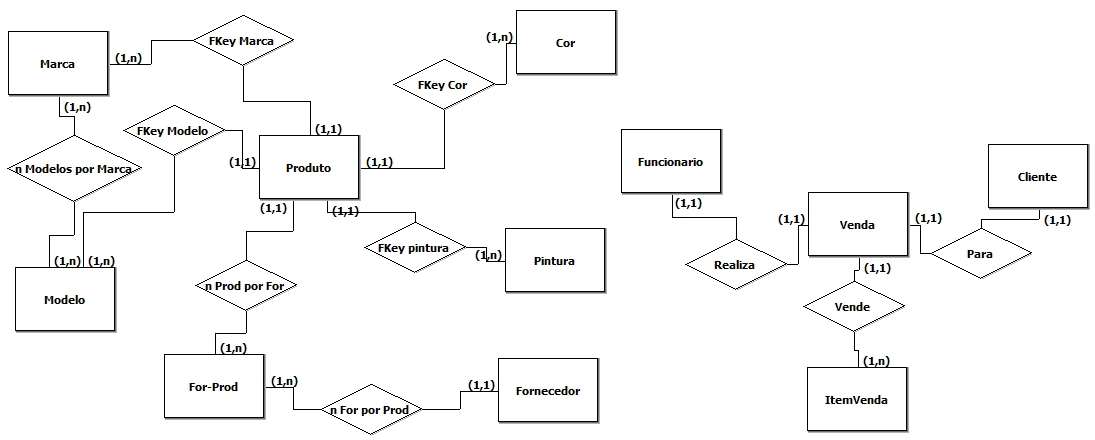 FKey Marca
(1,n)
Cor
(1,n)
Marca
FKey Cor
(1,n)
FKey Modelo
(1,1)
(1,1)
(1,1)
Produto
n Modelos por Marca
Funcionario
Cliente
(1,1)
(1,1)
(1,1)
(1,1)
(1,1)
Venda
(1,1)
(1,1)
FKey pintura
(1,n)
Pintura
(1,n)
(1,n)
Realiza
Para
(1,1)
n Prod por For
Modelo
Vende
(1,n)
(1,n)
For-Prod
(1,n)
(1,1)
Fornecedor
n For por Prod
ItemVenda